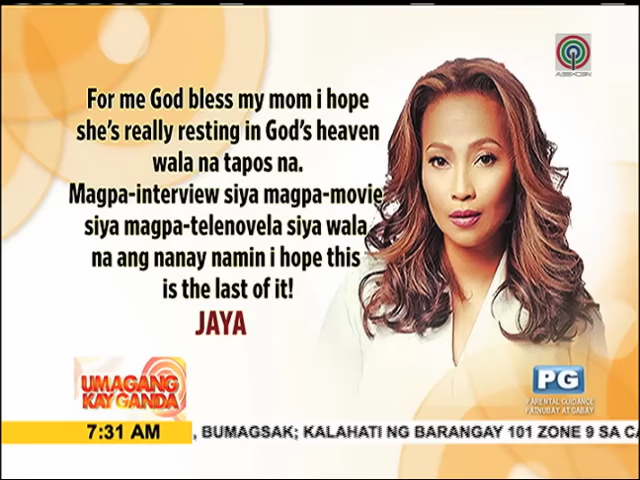 ABS-CBN
For me God bless my mom i hope
she's really resting in God's heaven
wala na tapos na.
Magpa-interview siya magpa-movie
siya magpa-telenovela siya wala
na ang nanay namin i hope this
is the last of it!
JAYA
UMAGANG
KAY GANDA
PG
PARENTAL GUIDANCE
PATNUBAY AT GABAY
7:31 AM
, BUMAGSAK; KALAHATI NG BARANGAY 101 ZONE 9 SA CA